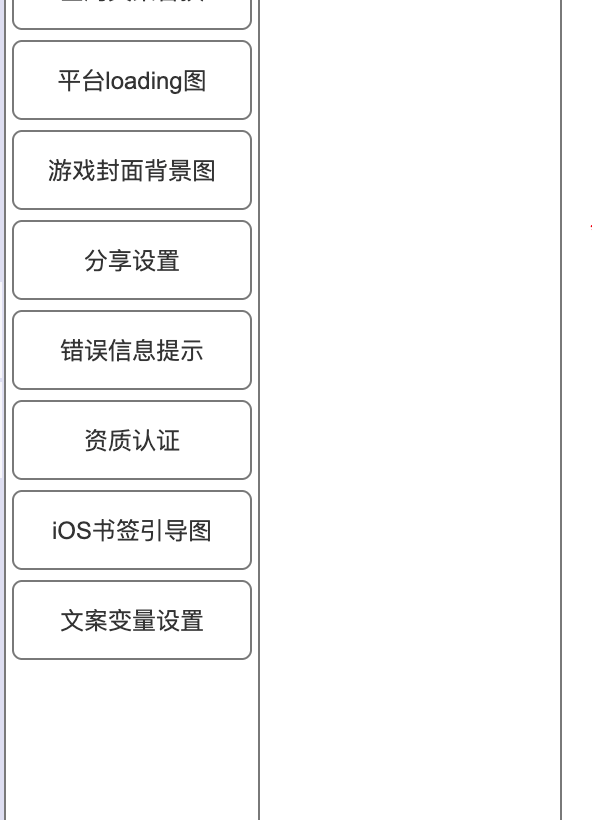 平台loading图
游戏封面背景图
分享设置
错误信息提示
资质认证
iOS书签引导图
文案变量设置